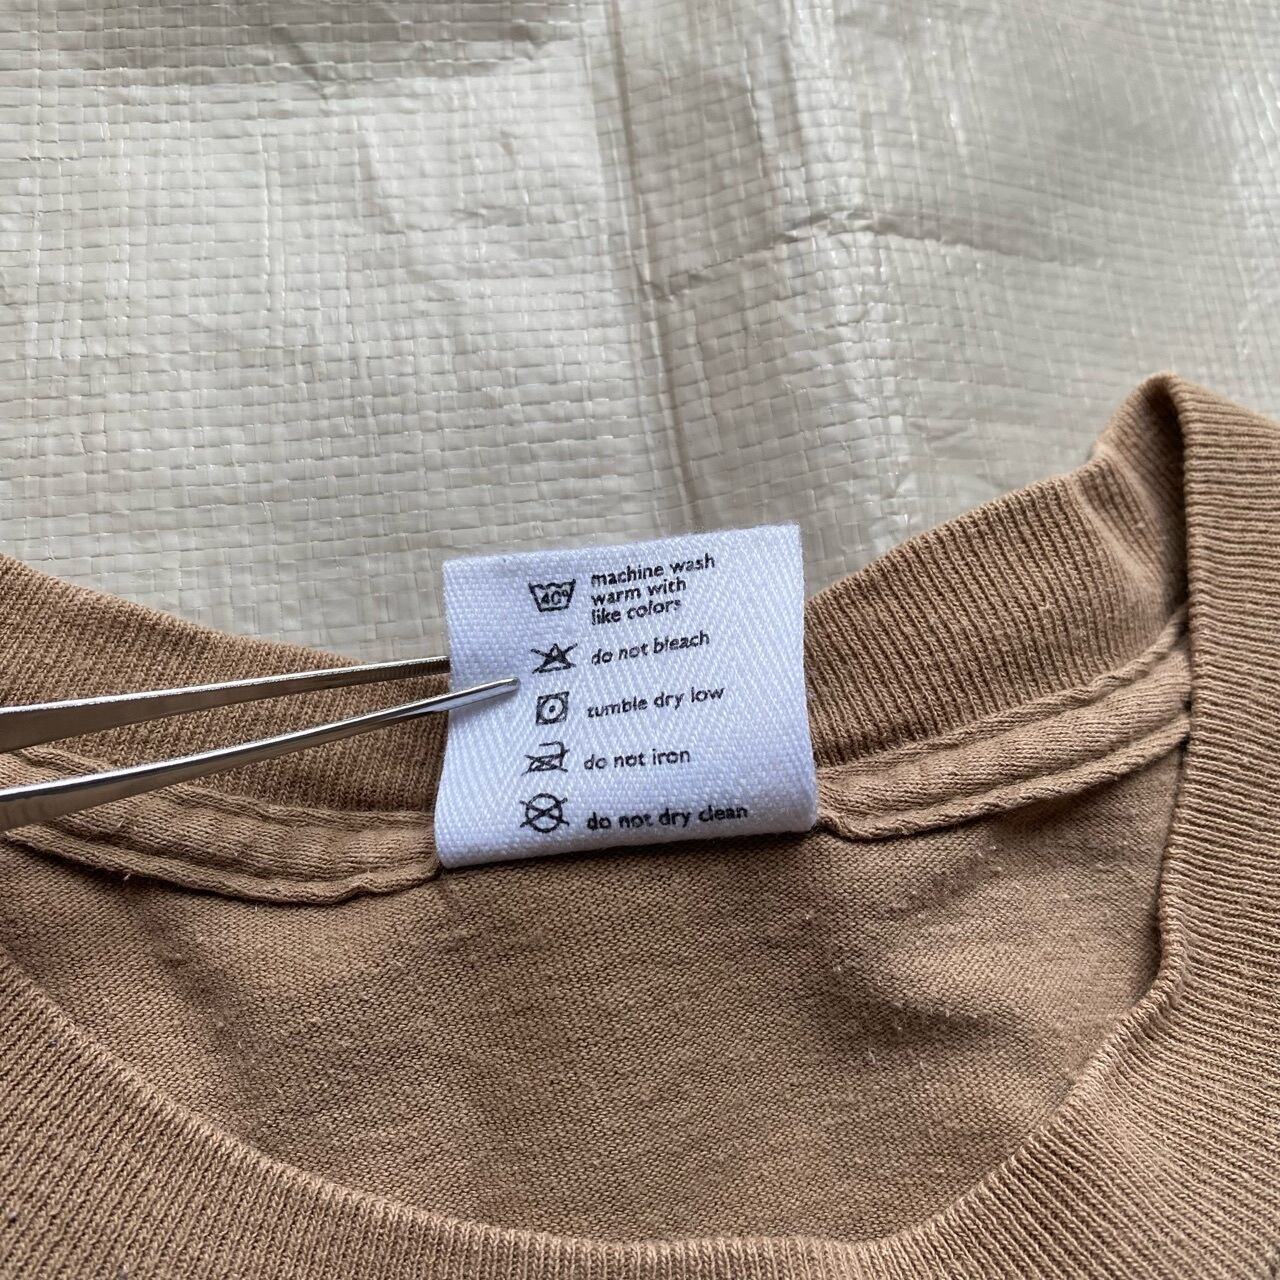 40° machine wash
warm with
like colors
do not bleach
tumble dry low
do not iron
do not dry clean